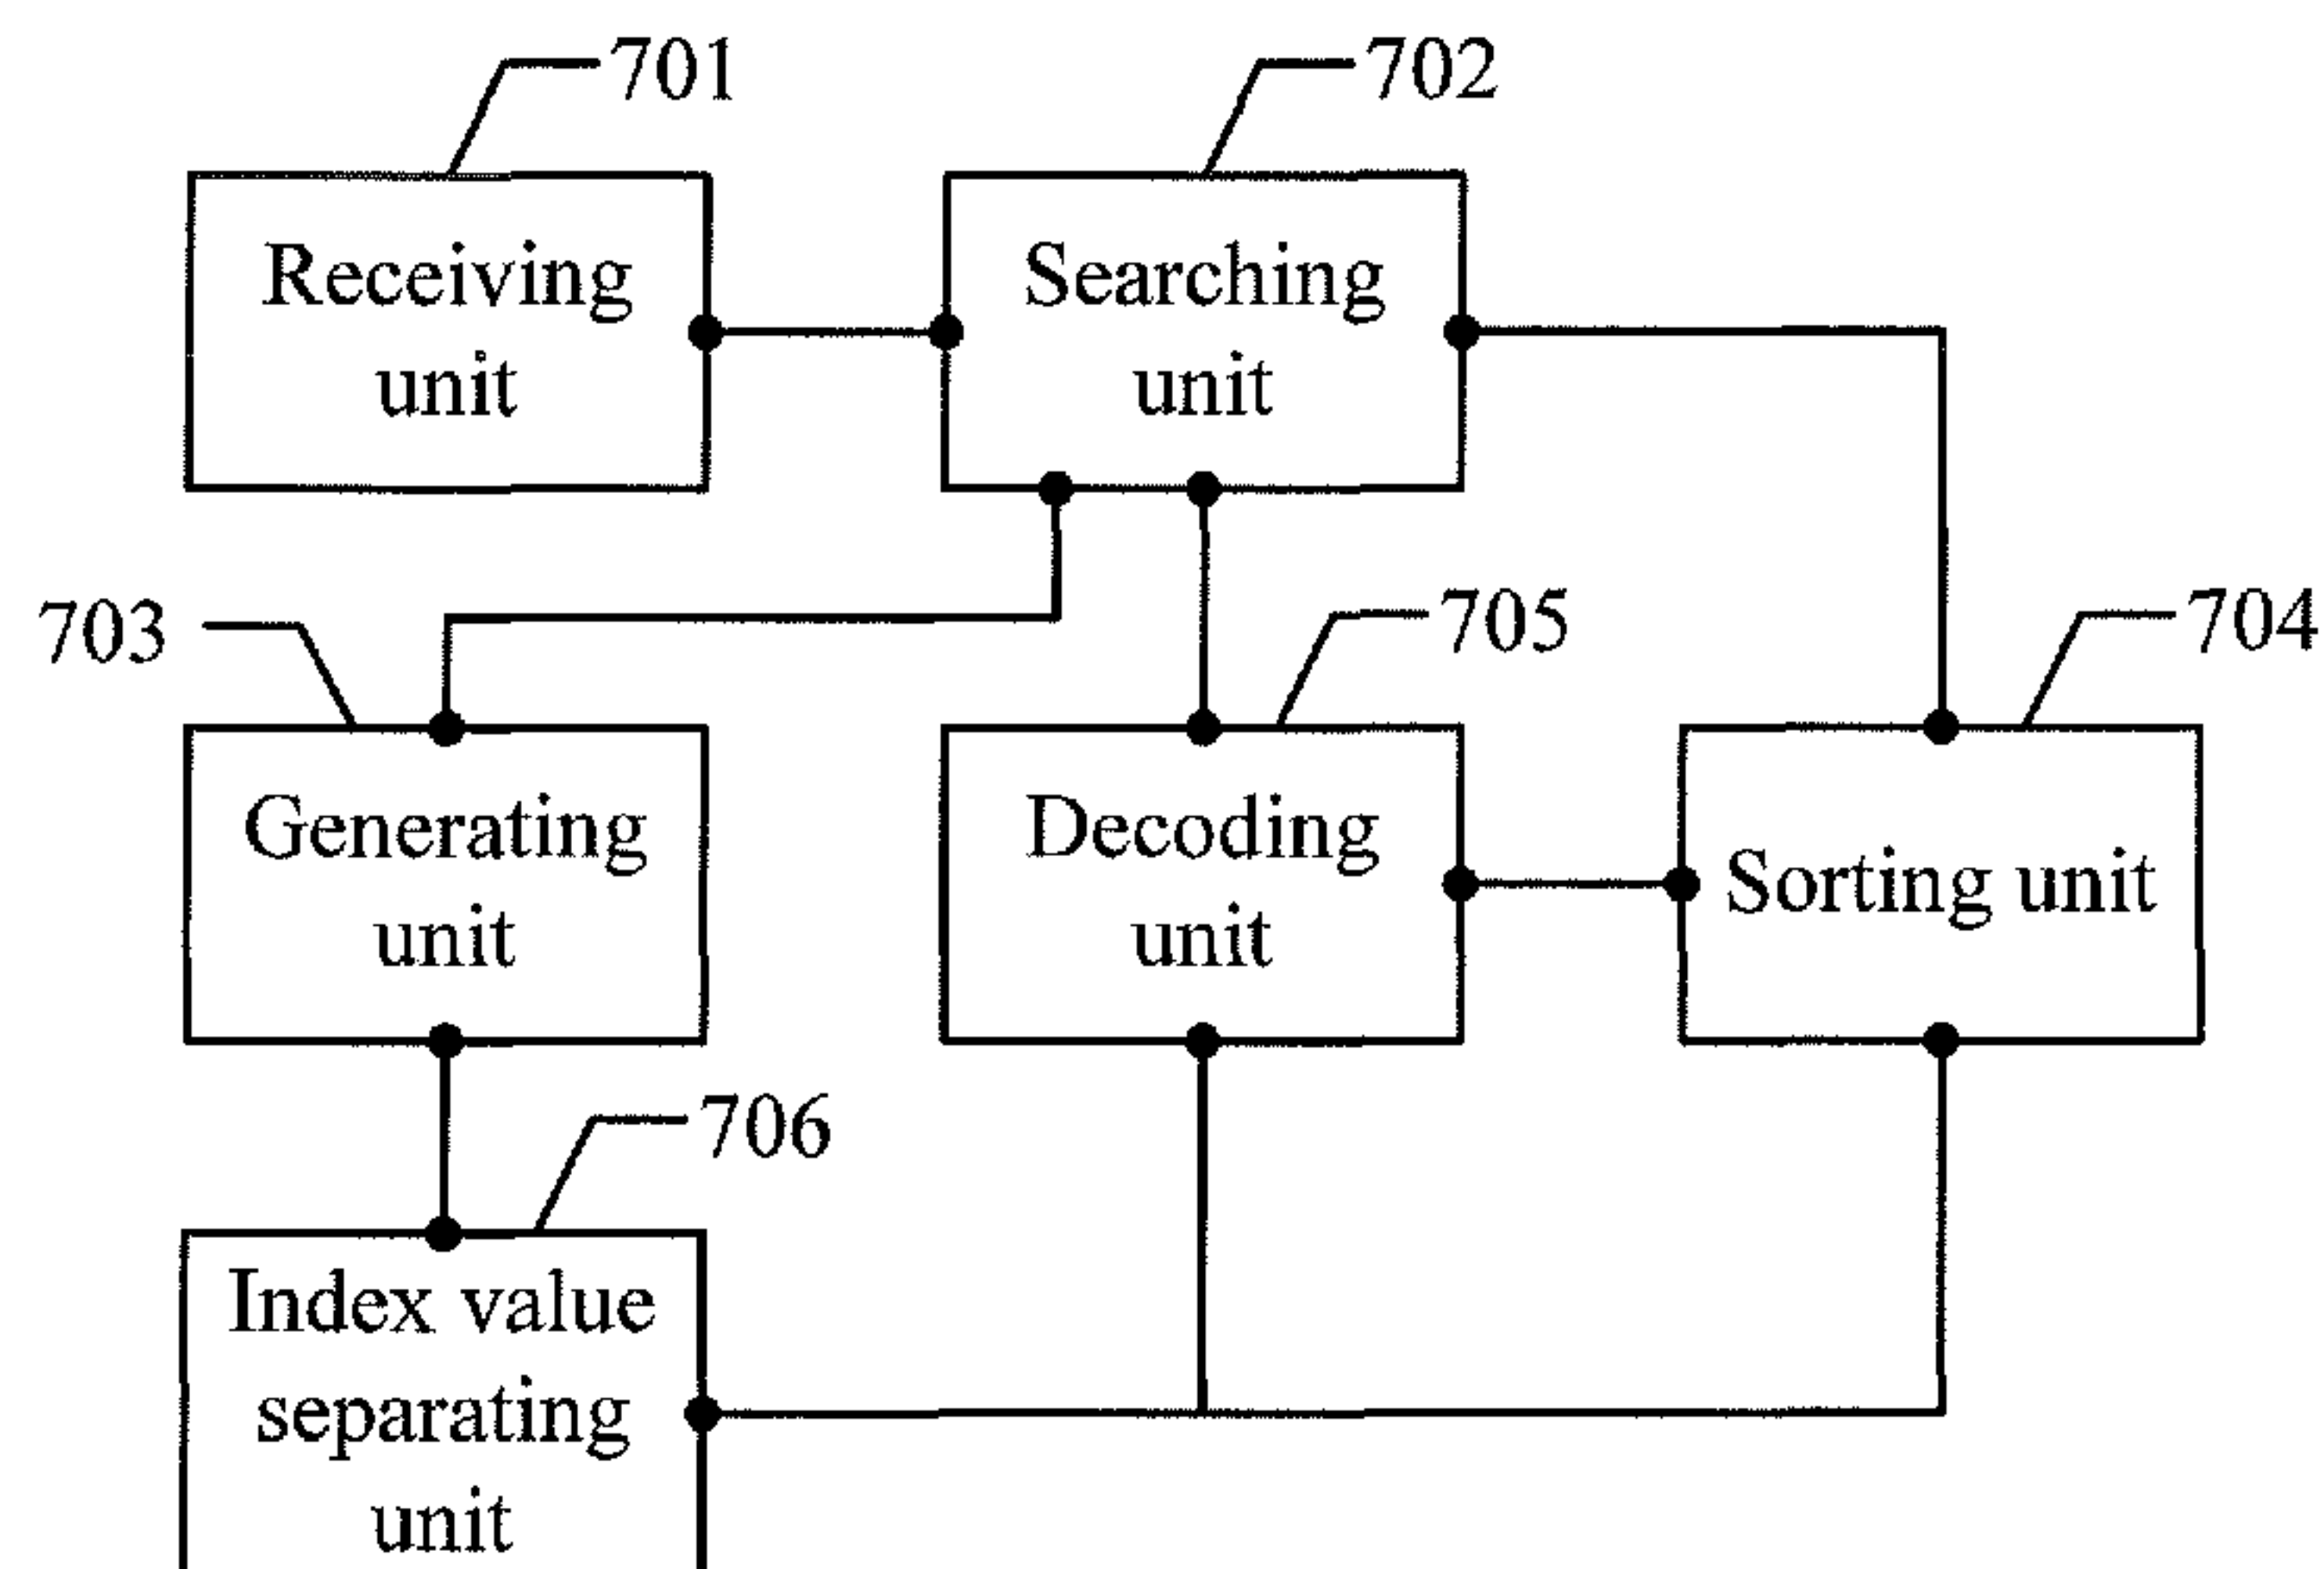 701
702
Receiving
unit
Searching
unit
703
705
704
Generating
unit
Decoding
unit
Sorting unit
706
Index value
separating
unit